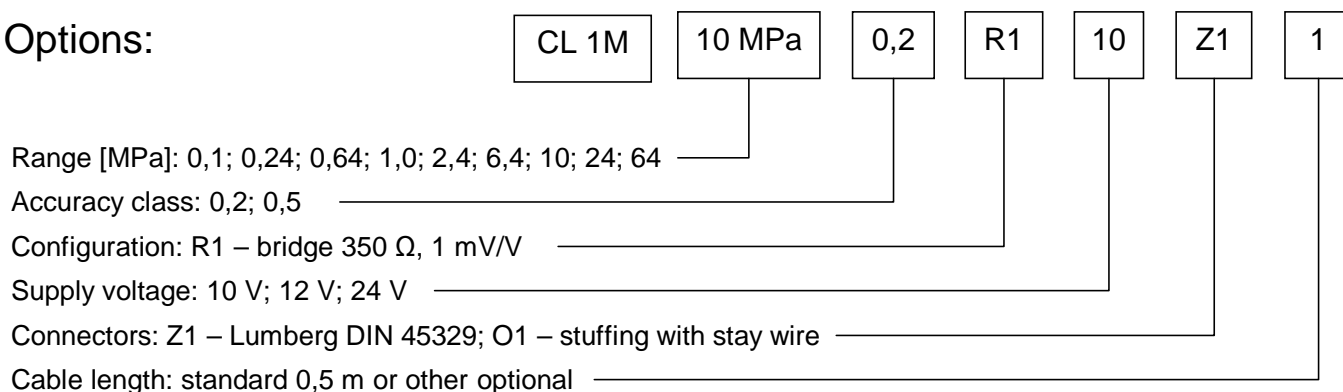 Options:
CL 1M 10 MPa 0,2 R1 10 Z1 1
Range [MPa]: 0,1; 0,24; 0,64; 1,0; 2,4; 6,4; 10; 24; 64
Accuracy class: 0,2; 0,5
Configuration: R1 – bridge 350 Ω, 1 mV/V
Supply voltage: 10 V; 12 V; 24 V
Connectors: Z1 – Lumberg DIN 45329; O1 – stuffing with stay wire
Cable length: standard 0,5 m or other optional